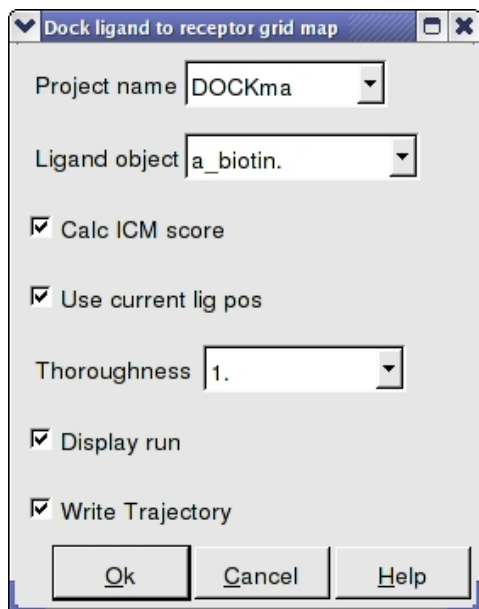 Dock ligand to receptor grid map
Project name DOCKma
Ligand object a_biotin.
Calc ICM score
Use current lig pos
Thoroughness 1.
Display run
Write Trajectory
Ok Cancel Help